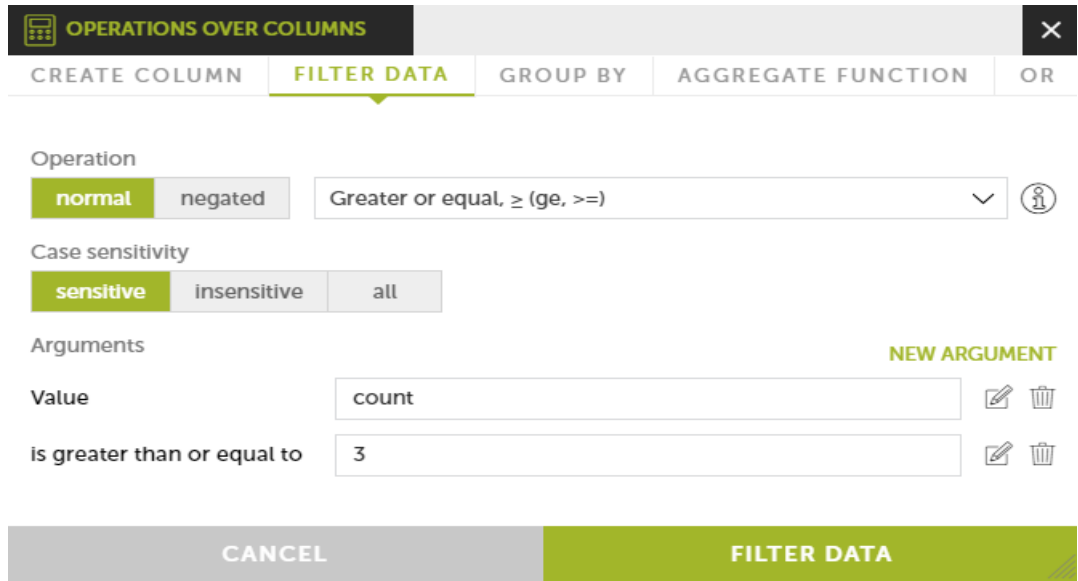 OPERATIONS OVER COLUMNS
CREATE COLUMN FILTER DATA GROUP BY AGGREGATE FUNCTION OR
Operation
normal negated Greater or equal, ≥ (ge, >=)
Case sensitivity
sensitive insensitive all
Arguments
NEW ARGUMENT
Value count
is greater than or equal to 3
CANCEL FILTER DATA